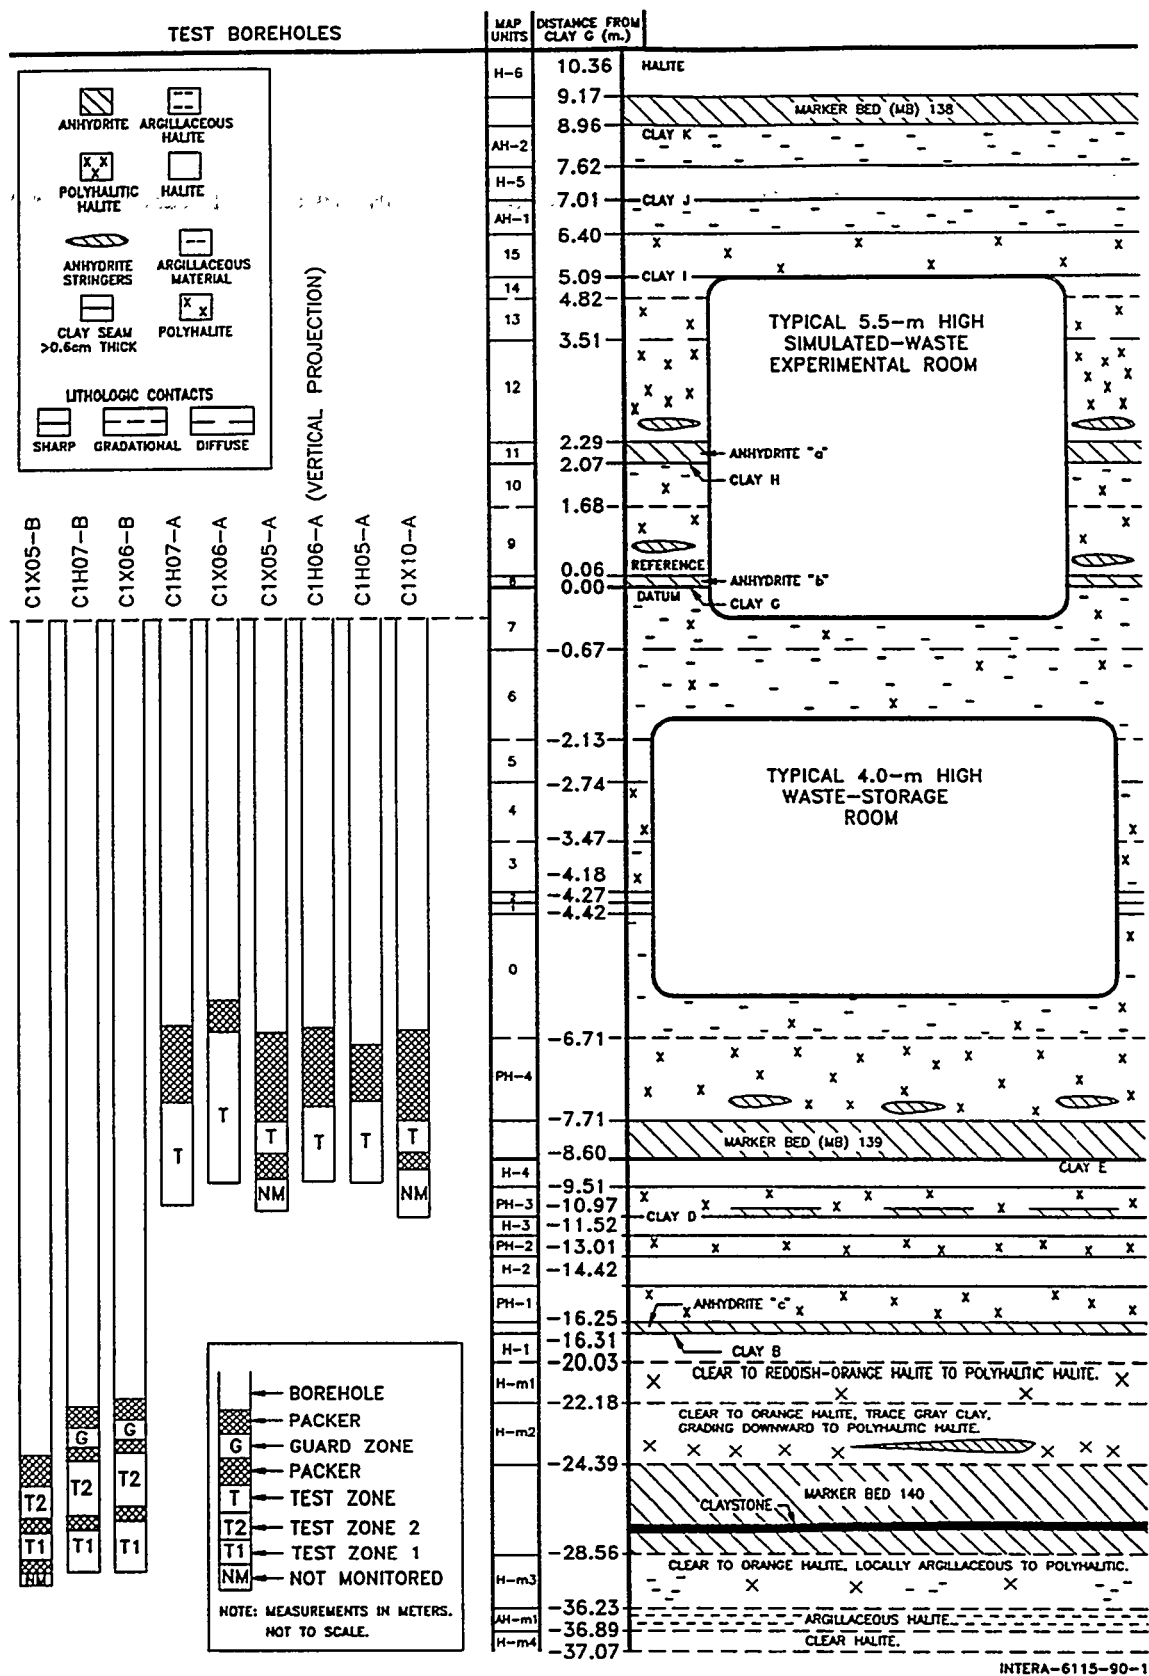 TEST BOREHOLES
MAP UNITS
DISTANCE FROM CLAY G (m.)
ANHYDRITE
ARGILLACEOUS HALITE
POLYHALITIC HALITE
HALITE
ANHYDRITE STRINGERS
ARGILLACEOUS MATERIAL
CLAY SEAM >0.6cm THICK
POLYHALITE
LITHOLOGIC CONTACTS
SHARP GRADATIONAL DIFFUSE
(VERTICAL PROJECTION)
C1X05-B
C1H07-B
C1X06-B
C1H07-A
C1X06-A
C1X05-A
C1H06-A
C1H05-A
C1X10-A
T T T T T T
NM NM
G G
T2 T2 T2
T1 T1 T1
NM
BOREHOLE
PACKER
G GUARD ZONE
PACKER
T TEST ZONE
T2 TEST ZONE 2
T1 TEST ZONE 1
NM NOT MONITORED
NOTE: MEASUREMENTS IN METERS.
NOT TO SCALE.
H-6 10.36 HALITE
9.17
MARKER BED (MB) 138
8.96
AH-2 CLAY K
7.62
H-5
7.01 CLAY J
AH-1
6.40
15
5.09 CLAY I
14
4.82
13
3.51
12
2.29
11 ANHYDRITE "a"
2.07
10 CLAY H
1.68
9
0.06 REFERENCE
8 ANHYDRITE "b"
0.00 DATUM
CLAY G
7
-0.67
6
-2.13
5
-2.74
4
-3.47
3
-4.18
2 -4.27
1 -4.42
0
-6.71
PH-4
-7.71
MARKER BED (MB) 139
-8.60
H-4 CLAY E
-9.51
PH-3 -10.97
CLAY D
H-3 -11.52
PH-2 -13.01
H-2 -14.42
PH-1 ANHYDRITE "c"
-16.25
-16.31
H-1 CLAY B
-20.03
H-m1 CLEAR TO REDDISH-ORANGE HALITE TO POLYHALITIC HALITE.
-22.18
H-m2 CLEAR TO ORANGE HALITE, TRACE GRAY CLAY,
GRADING DOWNWARD TO POLYHALITIC HALITE.
-24.39
MARKER BED 140
CLAYSTONE
-28.56
CLEAR TO ORANGE HALITE, LOCALLY ARGILLACEOUS TO POLYHALITIC.
H-m3
-36.23
AH-m1 ARGILLACEOUS HALITE.
-36.89
H-m4 CLEAR HALITE.
-37.07
TYPICAL 5.5-m HIGH
SIMULATED-WASTE
EXPERIMENTAL ROOM
TYPICAL 4.0-m HIGH
WASTE-STORAGE
ROOM
INTERA-6115-90-1